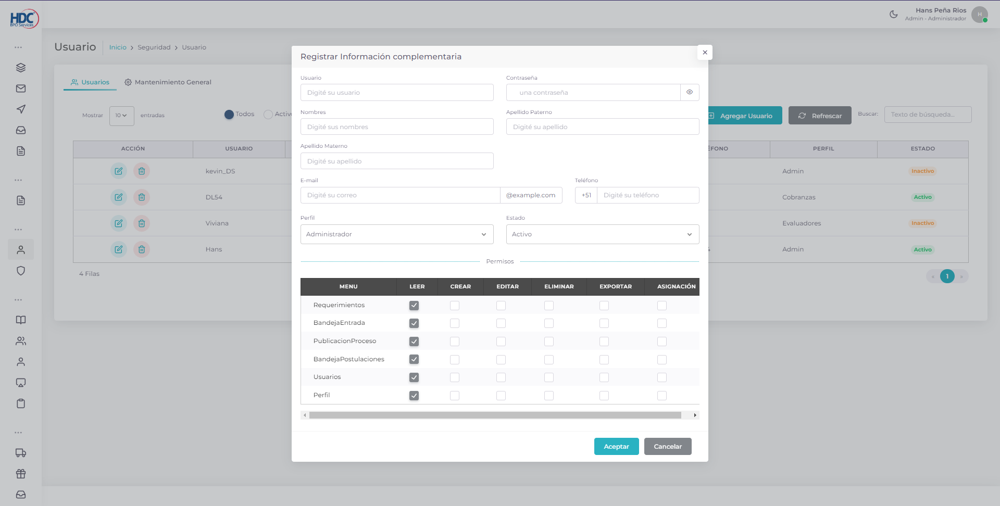 HDC
BPO Services
Hans Peña Rios
Admin - Administrador
H
Usuario
Inicio > Seguridad > Usuario
Usuarios
Mantenimiento General
Mostrar 10 entradas
Todos
Activo
Agregar Usuario
Refrescar
Buscar: Texto de búsqueda...
ACCIÓN USUARIO ÉFONO PERFIL ESTADO
kevin_DS Admin Inactivo
DL54 Cobranzas Activo
Viviana Evaluadores Inactivo
Hans 4 Admin Activo
4 Filas
« 1 »
Registrar Información complementaria
×
Usuario
Digité su usuario
Contraseña
una contraseña
Nombres
Digité sus nombres
Apellido Paterno
Digité su apellido
Apellido Materno
Digité su apellido
E-mail
Digité su correo @example.com
Teléfono
+51 Digité su teléfono
Perfil
Administrador
Estado
Activo
Permisos
MENU LEER CREAR EDITAR ELIMINAR EXPORTAR ASIGNACIÓN
Requerimientos
BandejaEntrada
PublicacionProceso
BandejaPostulaciones
Usuarios
Perfil
Aceptar
Cancelar